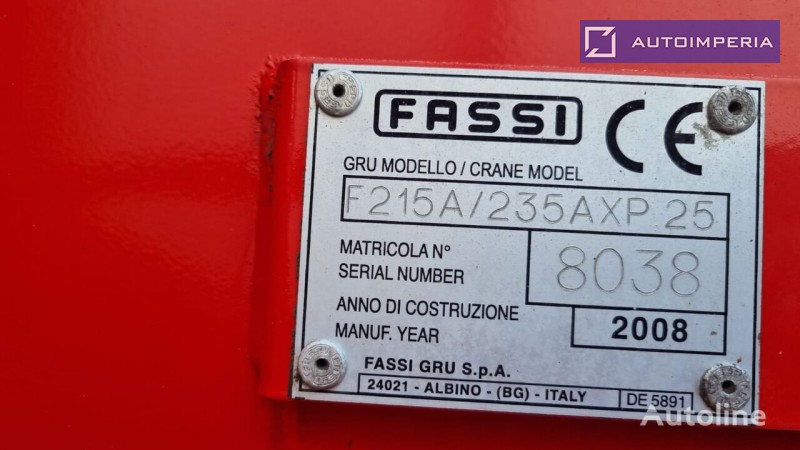 AUTOIMPERIA
FASSI CE
GRU MODELLO / CRANE MODEL
F215A/235AXP.25
MATRICOLA N°
SERIAL NUMBER
8038
ANNO DI COSTRUZIONE
MANUF. YEAR
2008
FASSI GRU S.p.A.
24021 - ALBINO - (BG) - ITALY
DE 5891
Autoline